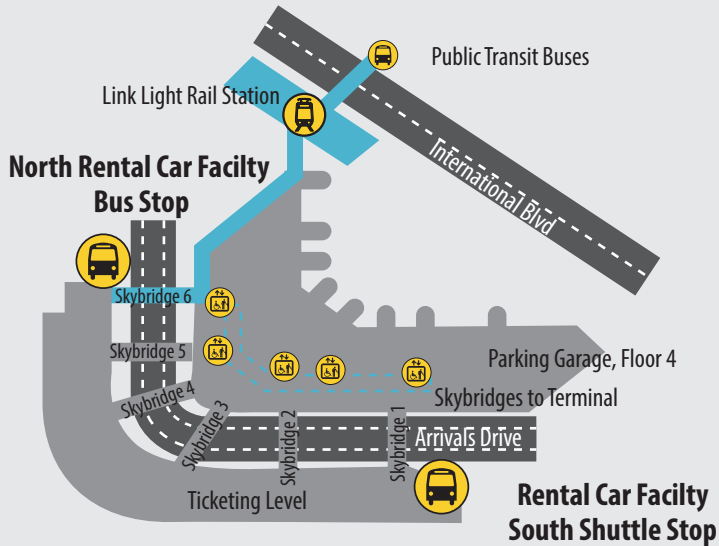 Public Transit Buses
Link Light Rail Station
International Blvd
North Rental Car Facilty
Bus Stop
Skybridge 6
Skybridge 5
Parking Garage, Floor 4
Skybridge 4
Skybridges to Terminal
Skybridge 3
Skybridge 2
Skybridge 1
Arrivals Drive
Ticketing Level
Rental Car Facilty
South Shuttle Stop